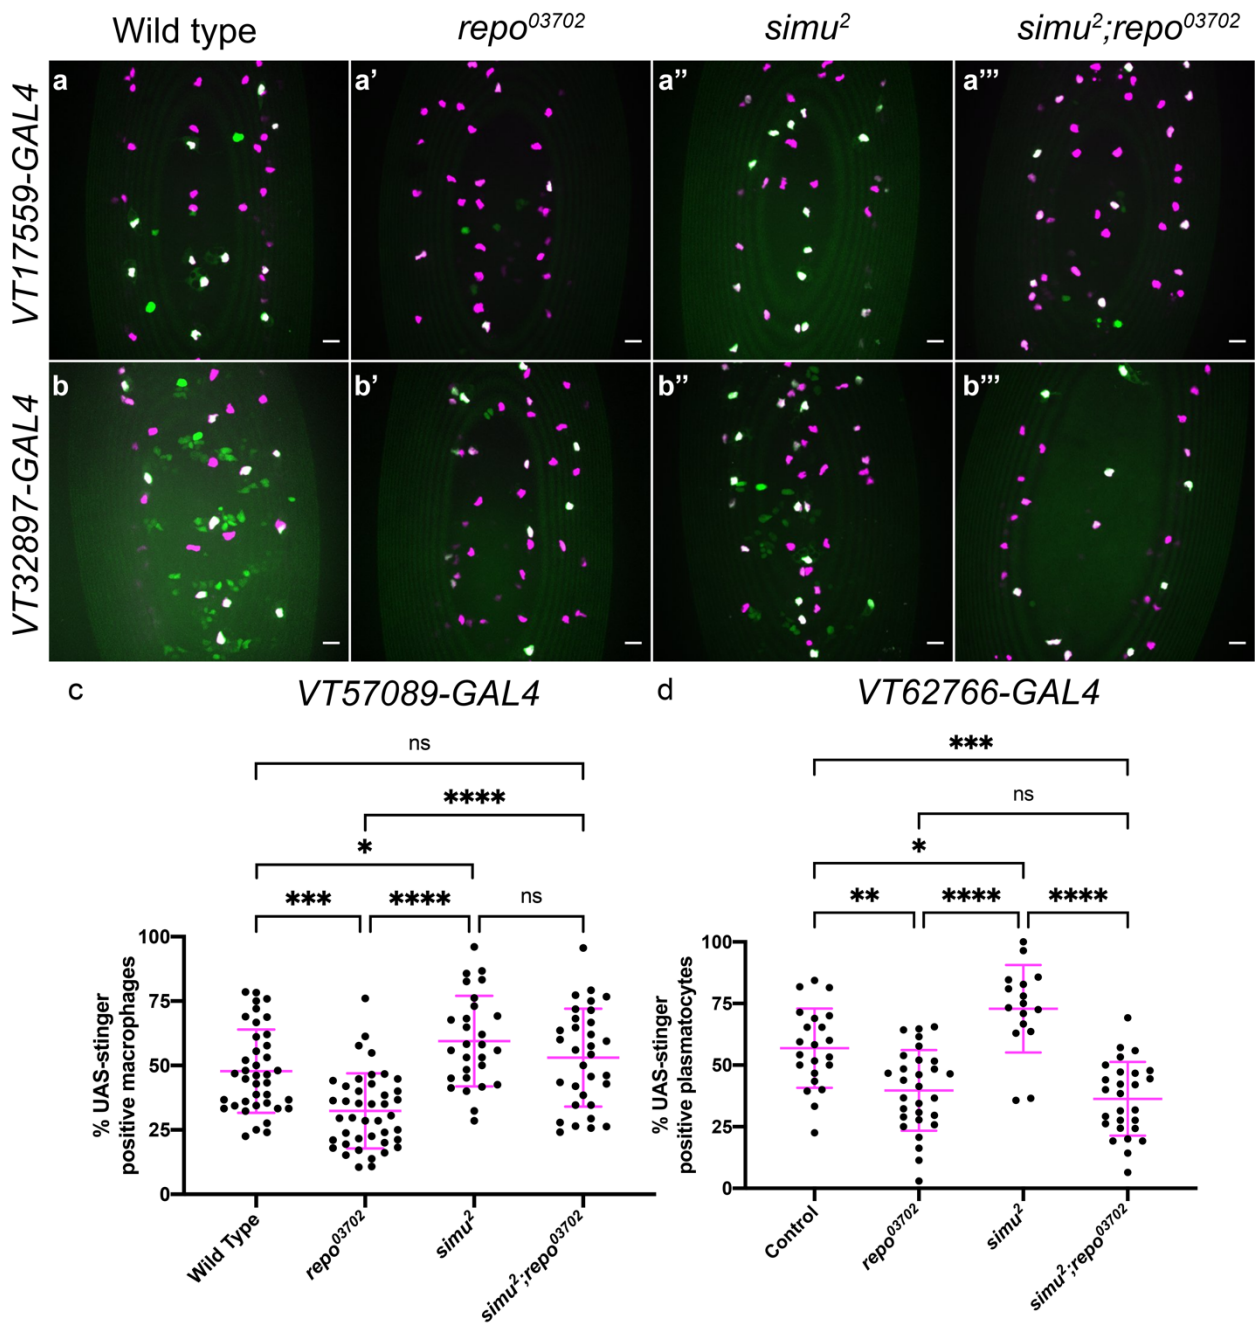 Wild type repo03702 simu2 simu2;repo03702
VT17559-GAL4
a a' a'' a'''
VT32897-GAL4
b b' b'' b'''
c VT57089-GAL4
ns
****
*
*** **** ns
% UAS-stinger
positive macrophages
100
75
50
25
0
Wild Type repo03702 simu2 simu2;repo03702
d VT62766-GAL4
***
ns
*
** **** ****
% UAS-stinger
positive plasmatocytes
100
75
50
25
0
Control repo03702 simu2 simu2;repo03702